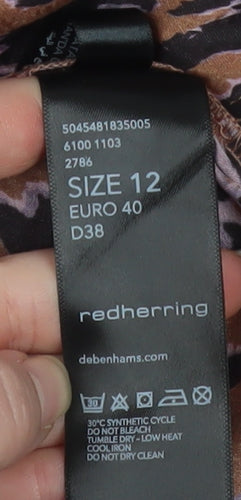 5045481835005
6100 1103
2786
SIZE 12
EURO 40
D38
redherring
debenhams.com
30
30°C SYNTHETIC CYCLE
DO NOT BLEACH
TUMBLE DRY - LOW HEAT
COOL IRON
DO NOT DRY CLEAN